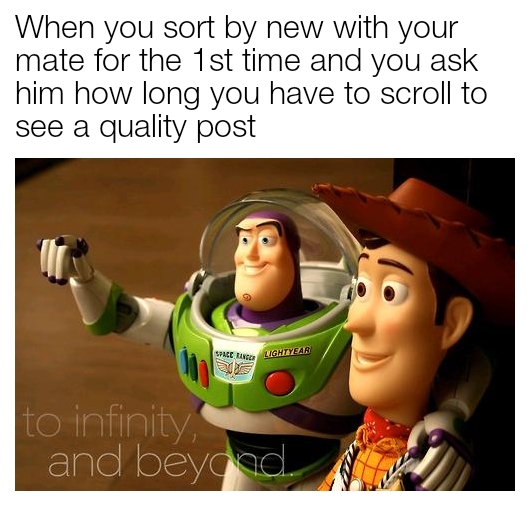 When you sort by new with your
mate for the 1st time and you ask
him how long you have to scroll to
see a quality post
SPACE RANGER
LIGHTYEAR
to infinity,
and beyond.